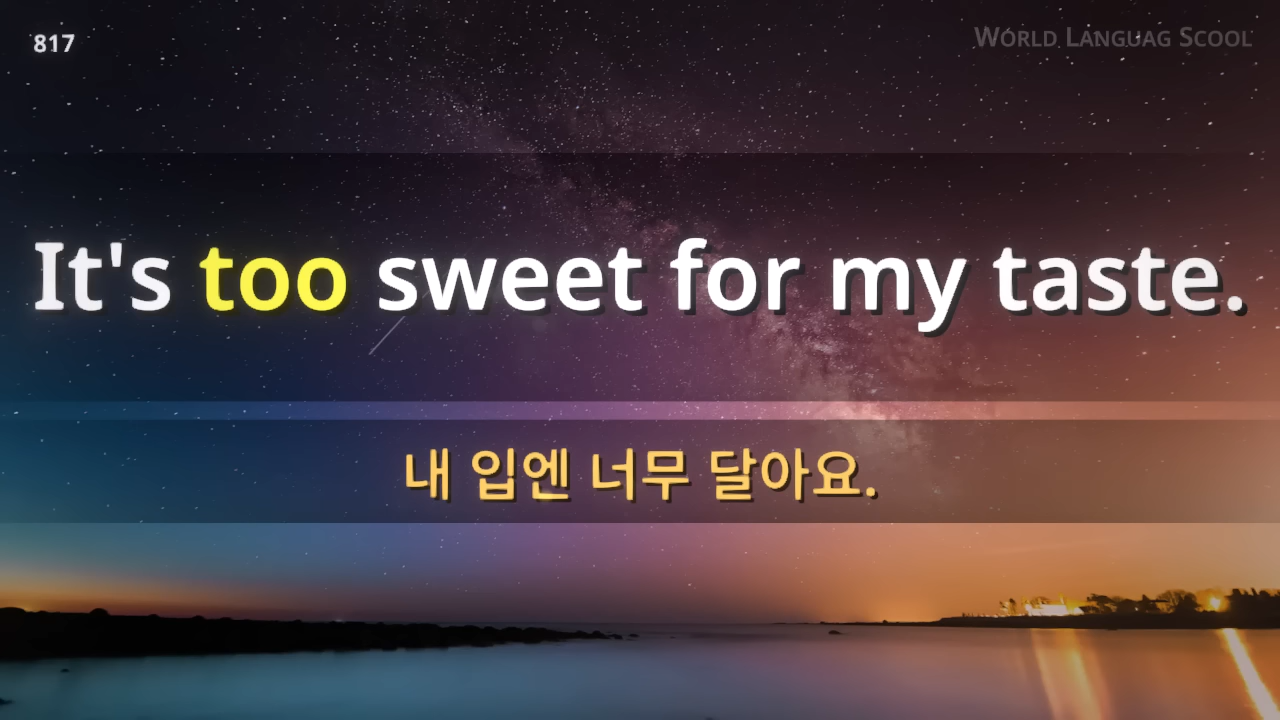 817
WORLD LANGUAG SCOOL
It's too sweet for my taste.
내 입엔 너무 달아요.